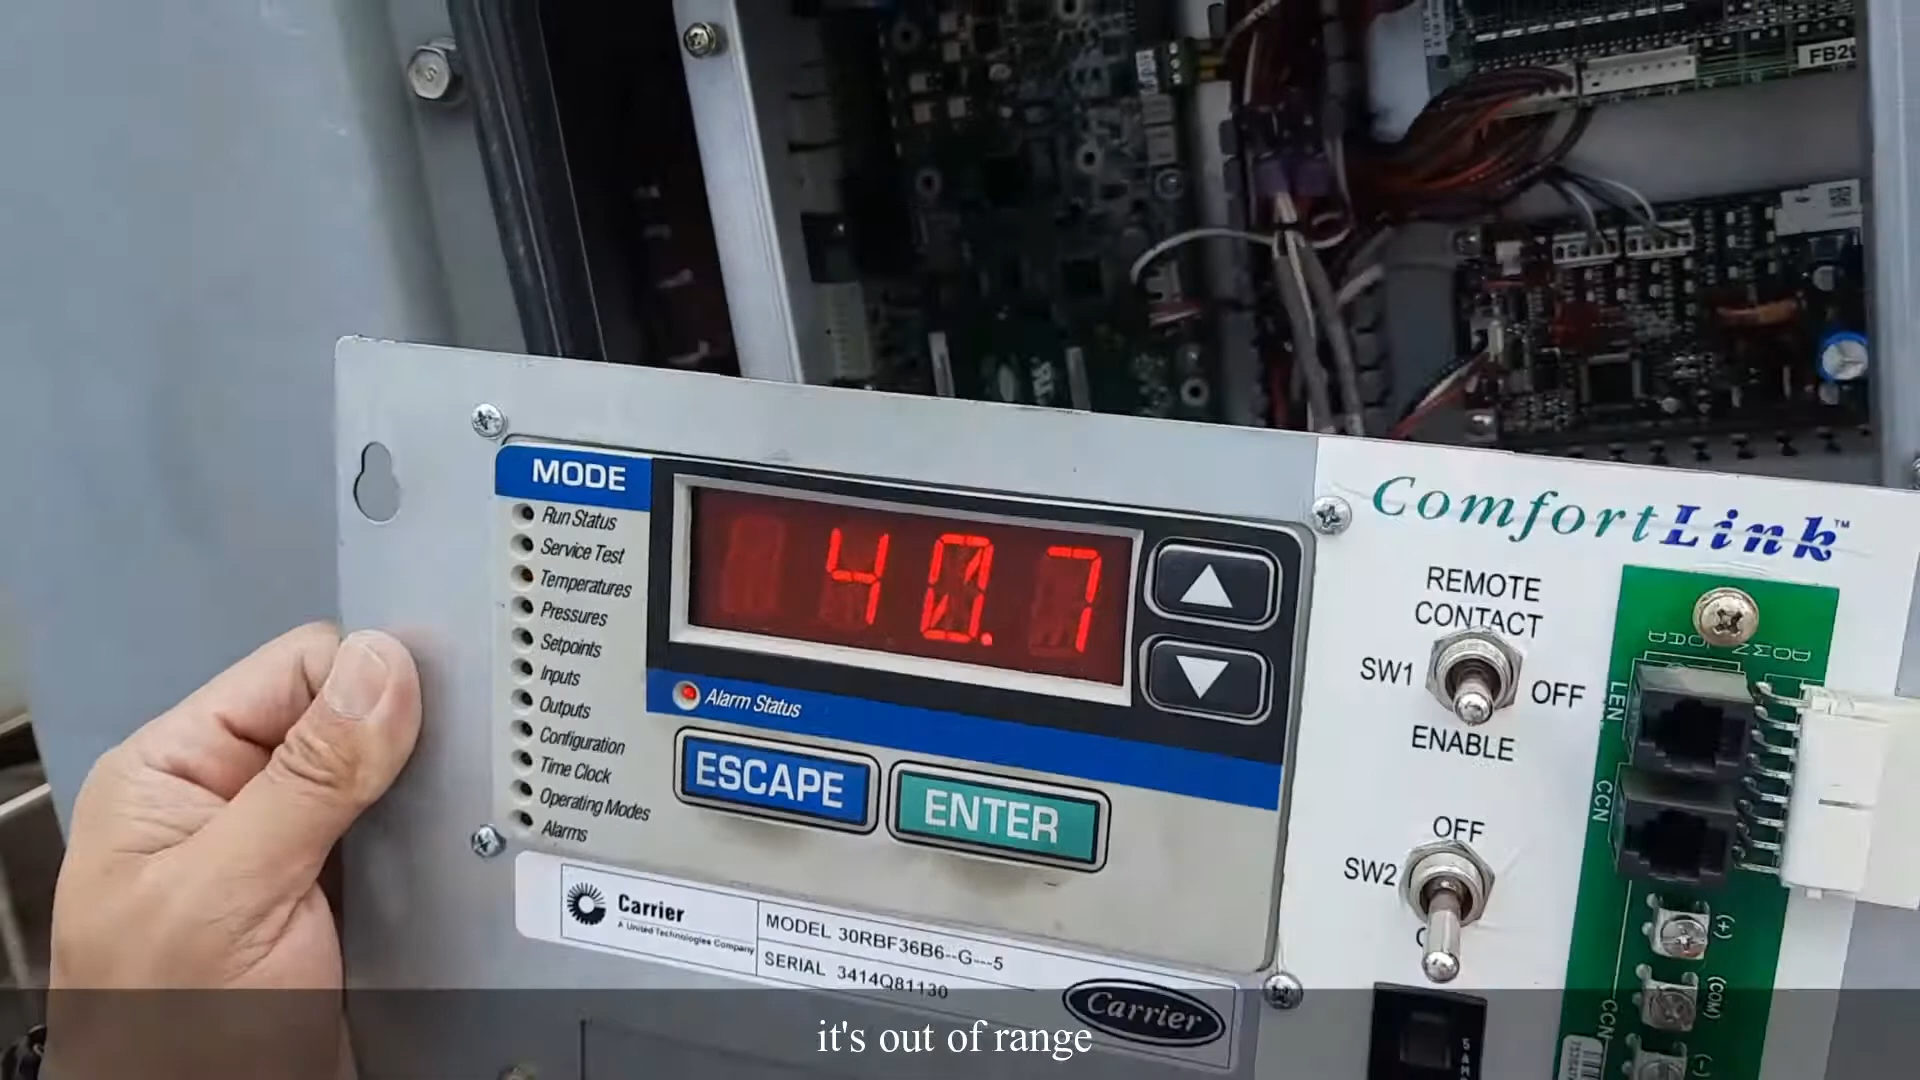 FB2
MODE
Run Status
Service Test
Temperatures
Pressures
Setpoints
Inputs
Outputs
Configuration
Time Clock
Operating Modes
Alarms
40.7
Alarm Status
ESCAPE
ENTER
ComfortLink™
REMOTE
CONTACT
SW1
OFF
ENABLE
OFF
SW2
LEN
CCN
(+)
(COM)
(-)
CCN
Carrier
A United Technologies Company
MODEL 30RBF36B6--G---5
SERIAL 3414Q81130
Carrier
it's out of range